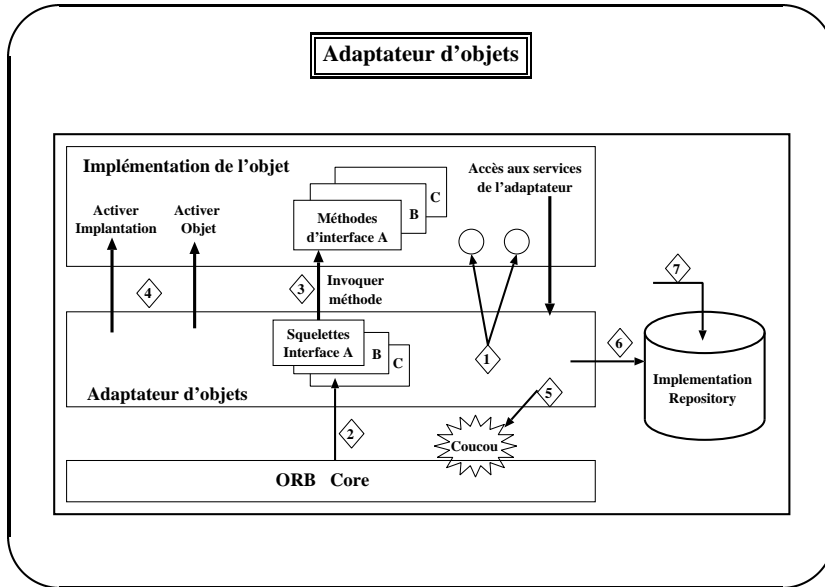 Adaptateur d'objets
Implémentation de l'objet
Accès aux services
de l'adaptateur
Activer
Implantation
Activer
Objet
C
B
Méthodes
d'interface A
4
3
Invoquer
méthode
7
Squelettes
Interface A
B
C
1
6
Adaptateur d'objets
5
Implementation
Repository
2
Coucou
ORB Core